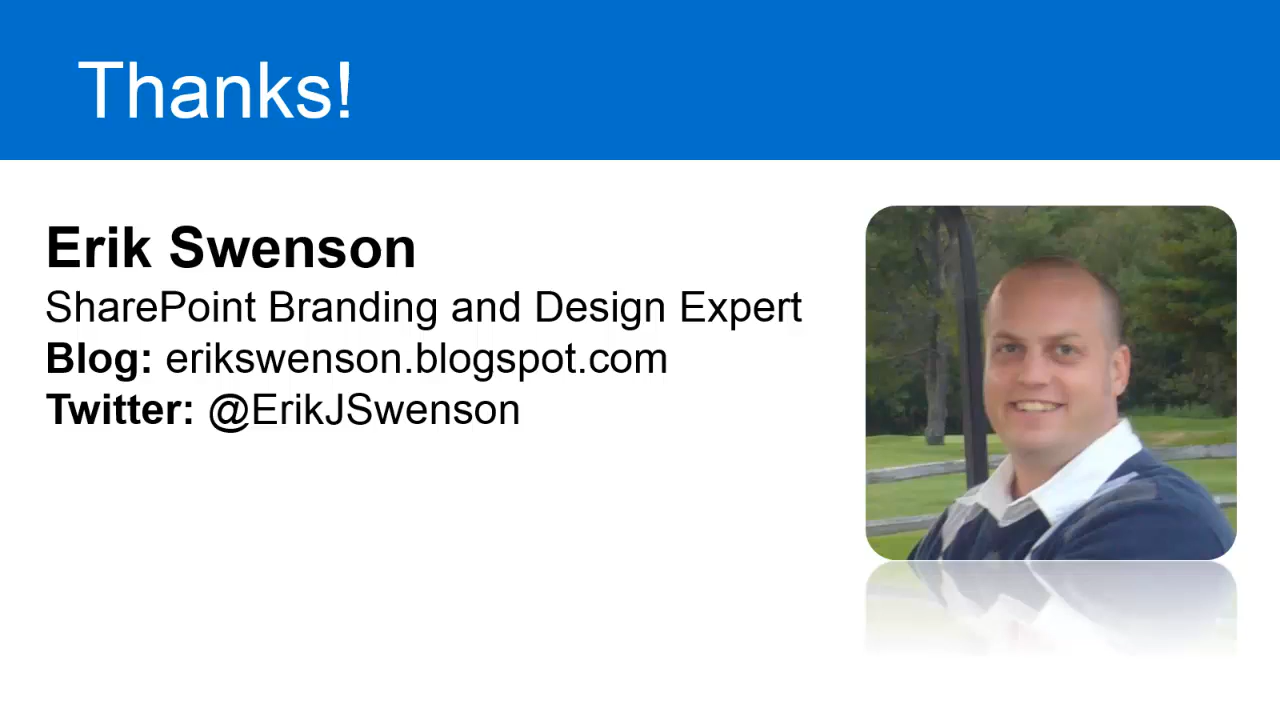 Thanks!
Erik Swenson
SharePoint Branding and Design Expert
Blog: erikswenson.blogspot.com
Twitter: @ErikJSwenson